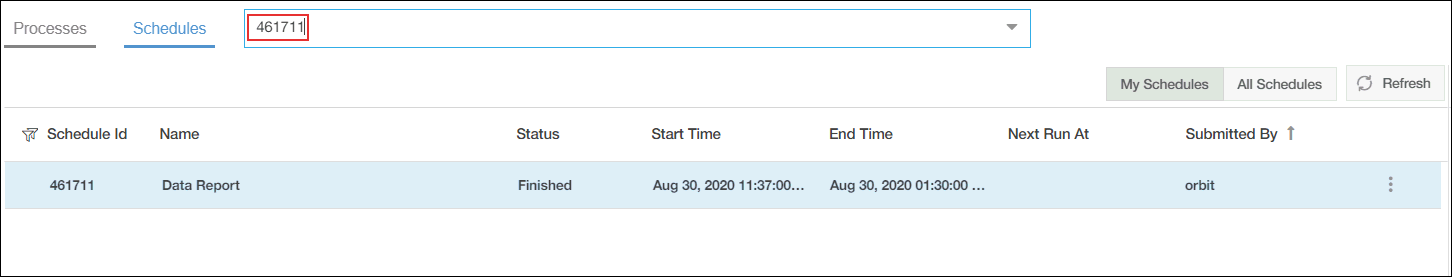 Processes Schedules 461711
My Schedules All Schedules Refresh
Schedule Id Name Status Start Time End Time Next Run At Submitted By
461711 Data Report Finished Aug 30, 2020 11:37:00... Aug 30, 2020 01:30:00 ... orbit